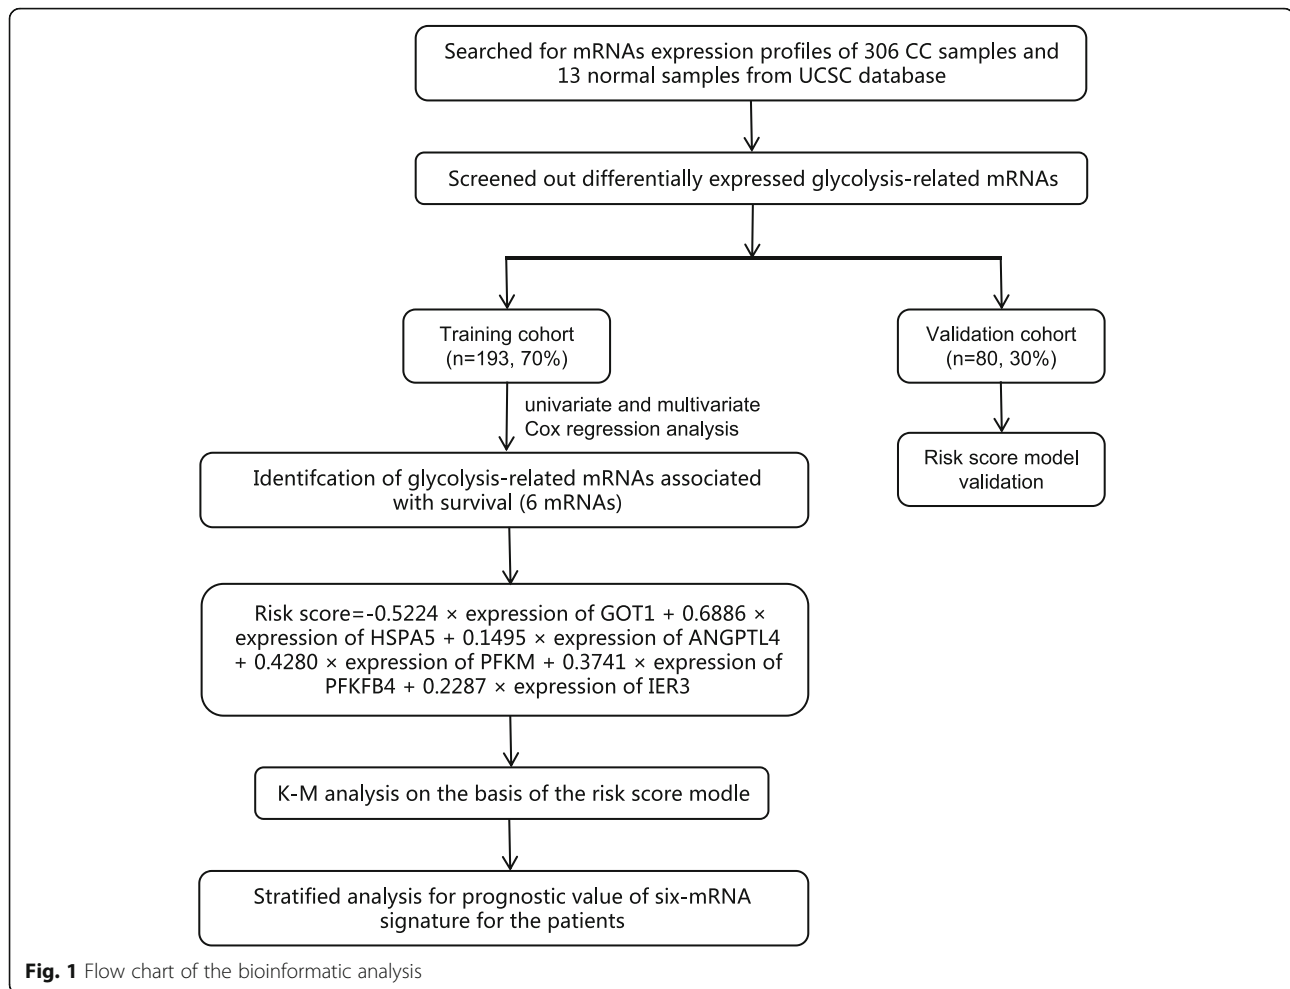 Searched for mRNAs expression profiles of 306 CC samples and
13 normal samples from UCSC database
Screened out differentially expressed glycolysis-related mRNAs
Training cohort
(n=193, 70%)
Validation cohort
(n=80, 30%)
univariate and multivariate
Cox regression analysis
Risk score model
validation
Identifcation of glycolysis-related mRNAs associated
with survival (6 mRNAs)
Risk score=-0.5224 × expression of GOT1 + 0.6886 ×
expression of HSPA5 + 0.1495 × expression of ANGPTL4
+ 0.4280 × expression of PFKM + 0.3741 × expression of
PFKFB4 + 0.2287 × expression of IER3
K-M analysis on the basis of the risk score modle
Stratified analysis for prognostic value of six-mRNA
signature for the patients
Fig. 1 Flow chart of the bioinformatic analysis